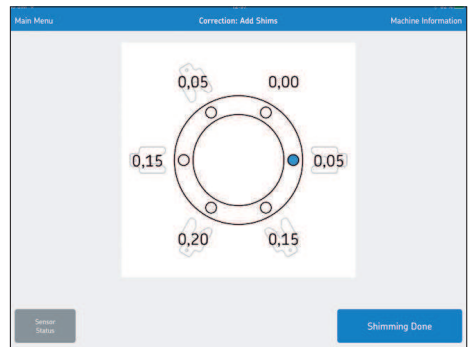 Main Menu Correction: Add Shims Machine Information
0,05 0,00
0,15 0,05
0,20 0,15
Sensor
Status
Shimming Done